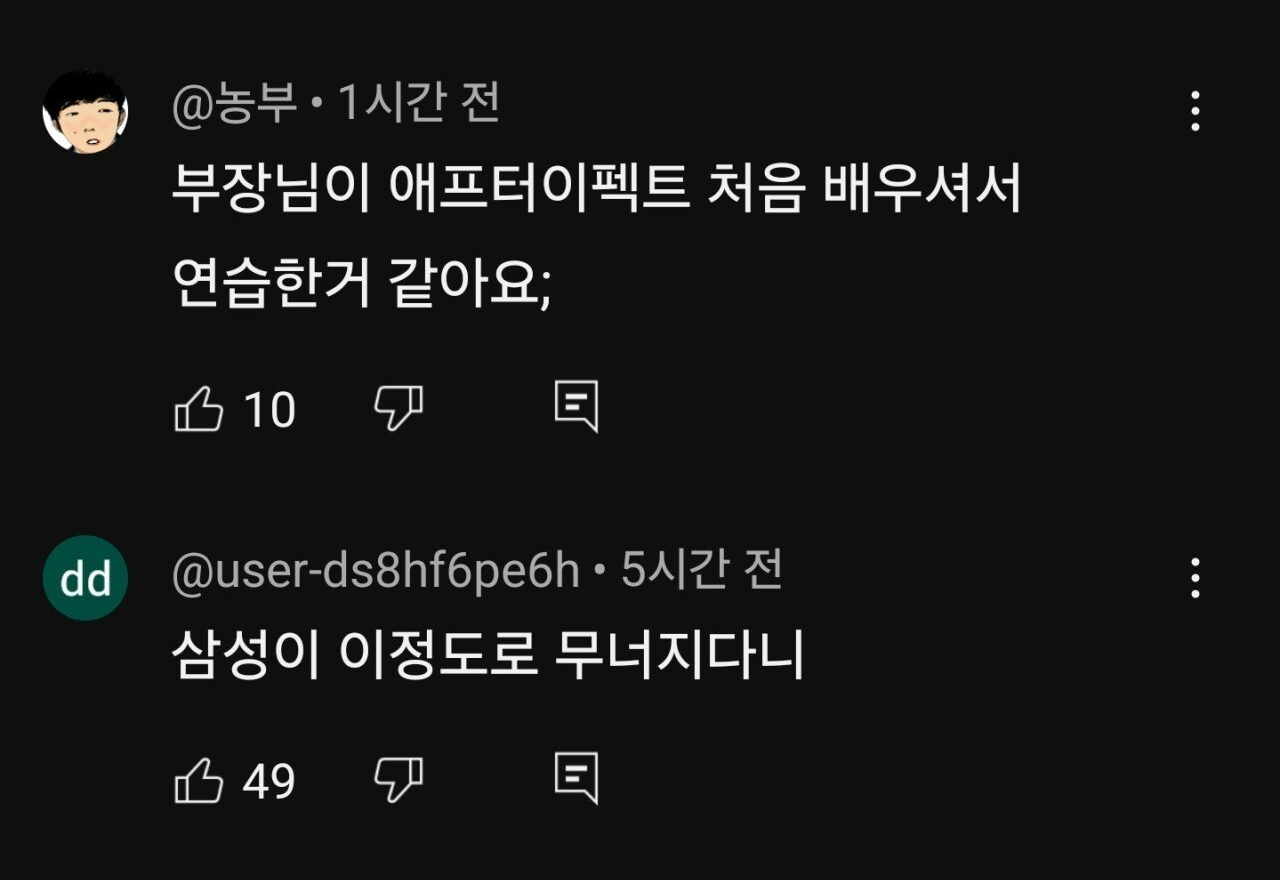 @농부 • 1시간 전
부장님이 애프터이펙트 처음 배우셔서
연습한거 같아요;
10
dd
@user-ds8hf6pe6h • 5시간 전
삼성이 이정도로 무너지다니
49